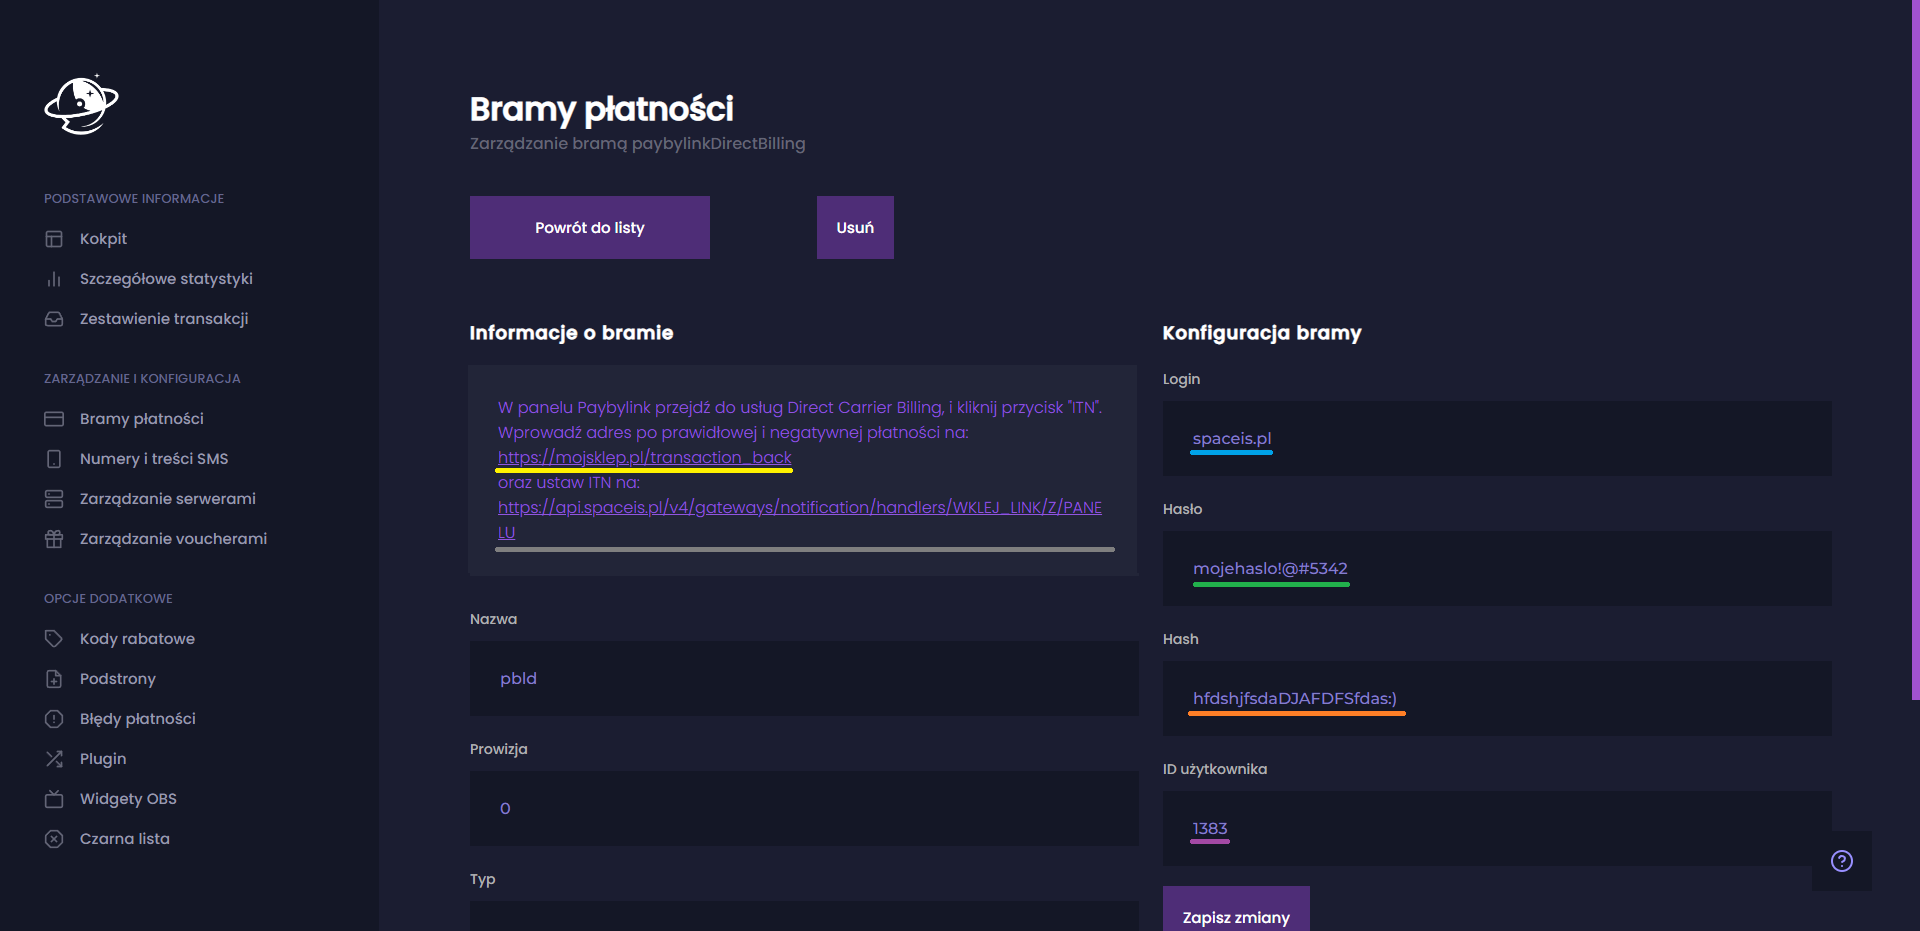 PODSTAWOWE INFORMACJE
Kokpit
Szczegółowe statystyki
Zestawienie transakcji
ZARZĄDZANIE I KONFIGURACJA
Bramy płatności
Numery i treści SMS
Zarządzanie serwerami
Zarządzanie voucherami
OPCJE DODATKOWE
Kody rabatowe
Podstrony
Błędy płatności
Plugin
Widgety OBS
Czarna lista
Bramy płatności
Zarządzanie bramą paybylinkDirectBilling
Powrót do listy
Usuń
Informacje o bramie
W panelu Paybylink przejdź do usług Direct Carrier Billing, i kliknij przycisk "ITN".
Wprowadź adres po prawidłowej i negatywnej płatności na:
https://mojsklep.pl/transaction_back
oraz ustaw ITN na:
https://api.spaceis.pl/v4/gateways/notification/handlers/WKLEJ_LINK/Z/PANE
LU
Nazwa
pbld
Prowizja
0
Typ
Konfiguracja bramy
Login
spaceis.pl
Hasło
mojehaslo!@#5342
Hash
hfdshjfsdaDJAFDFSfdas:)
ID użytkownika
1383
Zapisz zmiany